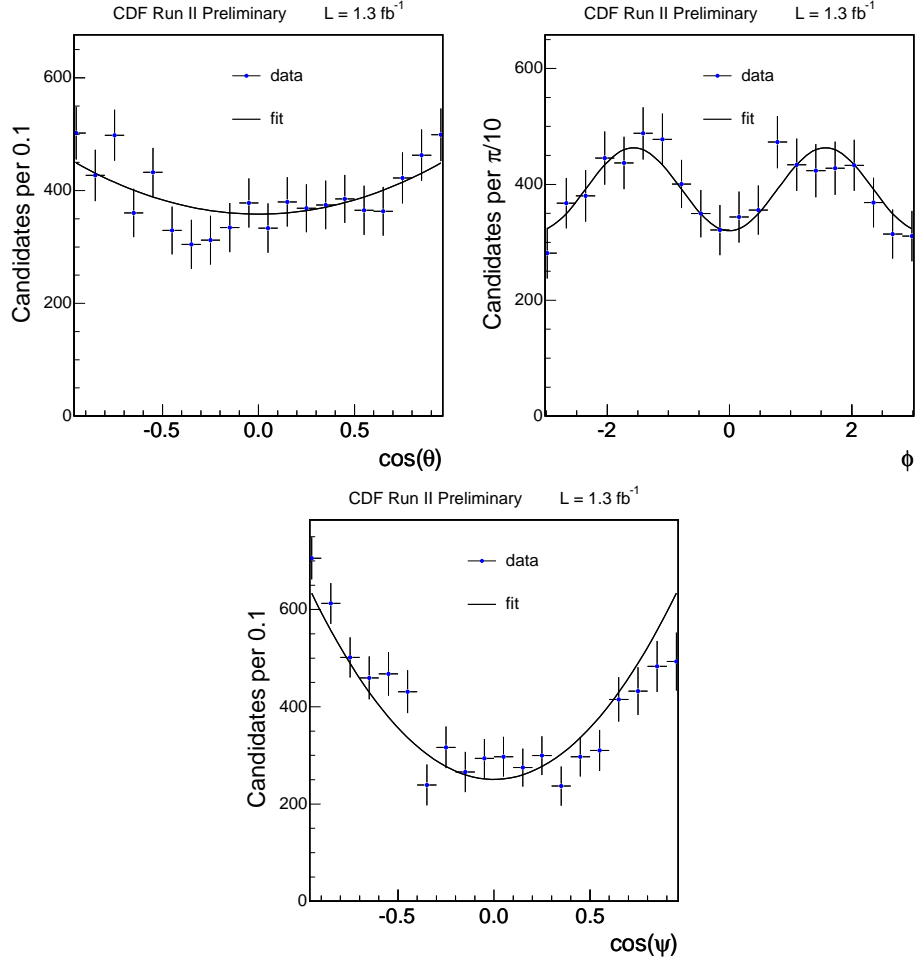 CDF Run II Preliminary L = 1.3 fb⁻¹
Candidates per 0.1
600
400
200
0
data
fit
-0.5 0.0 0.5
cos(θ)
CDF Run II Preliminary L = 1.3 fb⁻¹
Candidates per π/10
600
400
200
0
data
fit
-2 0 2
ϕ
CDF Run II Preliminary L = 1.3 fb⁻¹
Candidates per 0.1
600
400
200
0
data
fit
-0.5 0.0 0.5
cos(ψ)